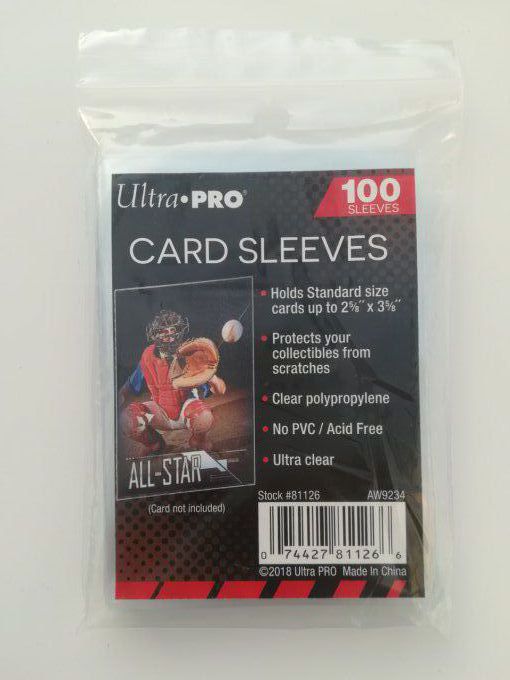 Ultra•PRO®
100
SLEEVES
CARD SLEEVES
• Holds Standard size
cards up to 2⅝" x 3⅝"
• Protects your
collectibles from
scratches
• Clear polypropylene
• No PVC / Acid Free
• Ultra clear
ALL-STAR
(Card not included)
Stock #81126 AW9234
0 74427 81126 6
©2018 Ultra PRO Made In China